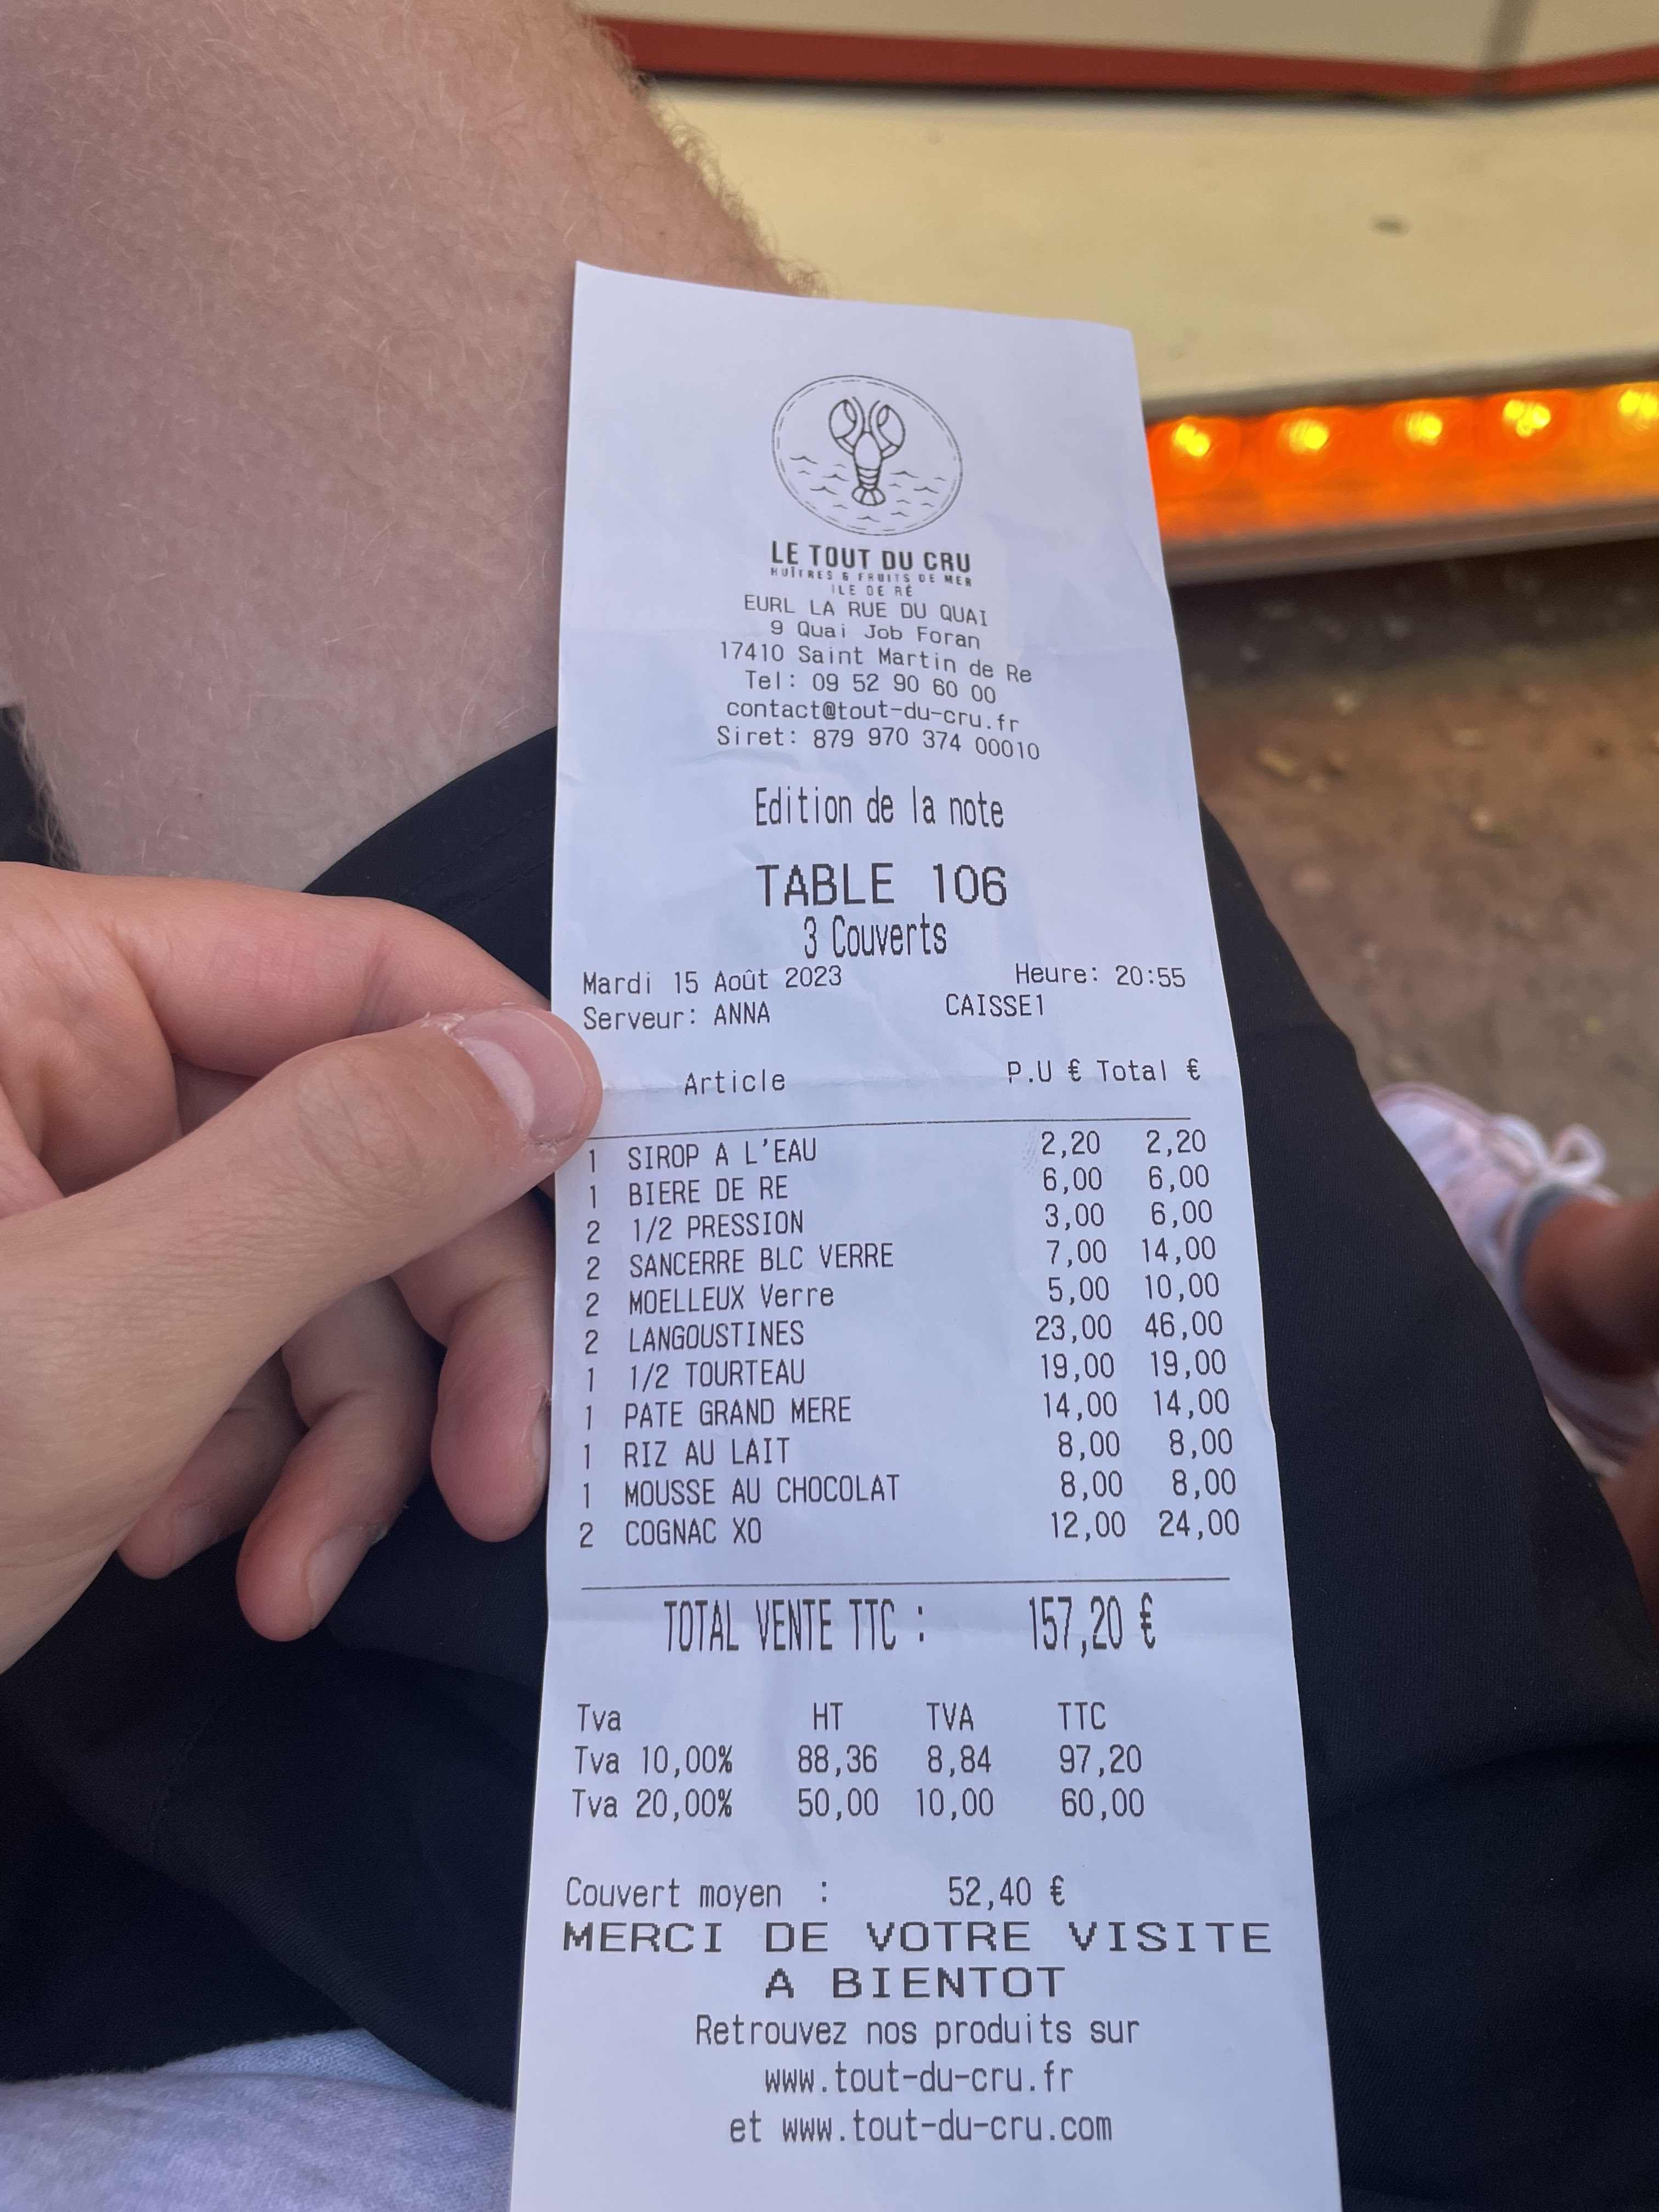 LE TOUT DU CRU
HUÎTRES & FRUITS DE MER
ILE DE RÉ
EURL LA RUE DU QUAI
9 Quai Job Foran
17410 Saint Martin de Re
Tel: 09 52 90 60 00
contact@tout-du-cru.fr
Siret: 879 970 374 00010
Edition de la note
TABLE 106
3 Couverts
Mardi 15 Août 2023 Heure: 20:55
Serveur: ANNA CAISSE1
Article P.U € Total €
1 SIROP A L'EAU 2,20 2,20
1 BIERE DE RE 6,00 6,00
2 1/2 PRESSION 3,00 6,00
2 SANCERRE BLC VERRE 7,00 14,00
2 MOELLEUX Verre 5,00 10,00
2 LANGOUSTINES 23,00 46,00
1 1/2 TOURTEAU 19,00 19,00
1 PATE GRAND MERE 14,00 14,00
1 RIZ AU LAIT 8,00 8,00
1 MOUSSE AU CHOCOLAT 8,00 8,00
2 COGNAC XO 12,00 24,00
TOTAL VENTE TTC : 157,20 €
Tva HT TVA TTC
Tva 10,00% 88,36 8,84 97,20
Tva 20,00% 50,00 10,00 60,00
Couvert moyen : 52,40 €
MERCI DE VOTRE VISITE
A BIENTOT
Retrouvez nos produits sur
www.tout-du-cru.fr
et www.tout-du-cru.com